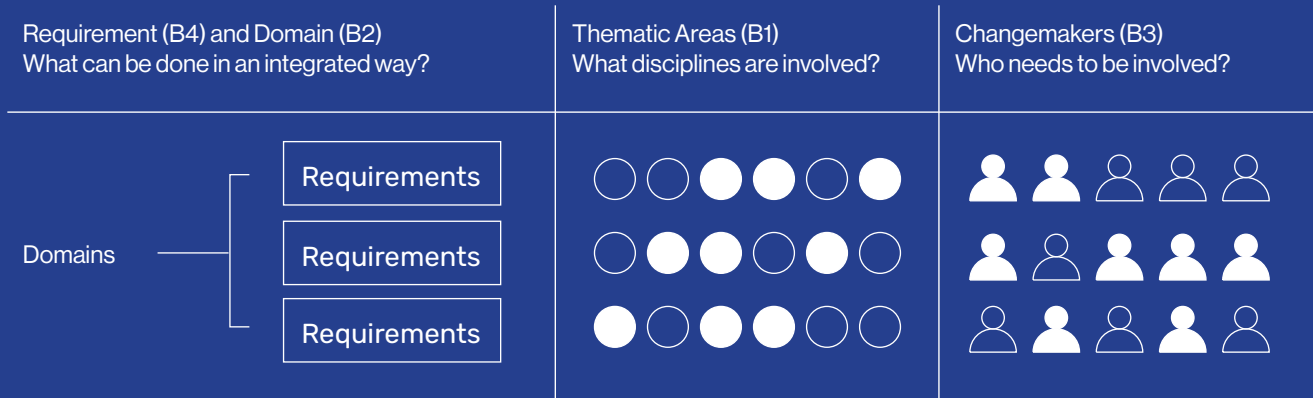 Requirement (B4) and Domain (B2)
What can be done in an integrated way?
Thematic Areas (B1)
What disciplines are involved?
Changemakers (B3)
Who needs to be involved?
Domains
Requirements
Requirements
Requirements